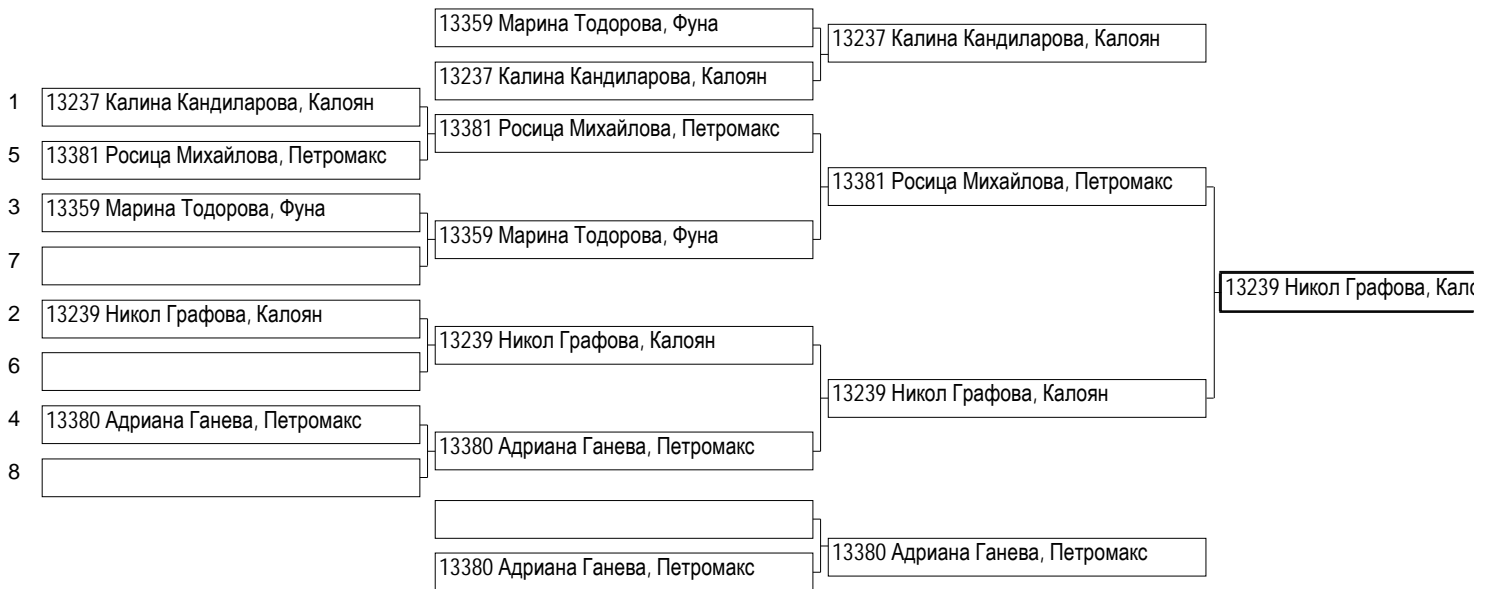 13359 Марина Тодорова, Фуна
13237 Калина Кандиларова, Калоян
13237 Калина Кандиларова, Калоян
1 13237 Калина Кандиларова, Калоян
13381 Росица Михайлова, Петромакс
5 13381 Росица Михайлова, Петромакс
13381 Росица Михайлова, Петромакс
3 13359 Марина Тодорова, Фуна
13359 Марина Тодорова, Фуна
7
13239 Никол Графова,
2 13239 Никол Графова, Калоян
13239 Никол Графова, Калоян
6
13239 Никол Графова, Калоян
4 13380 Адриана Ганева, Петромакс
13380 Адриана Ганева, Петромакс
8
13380 Адриана Ганева, Петромакс
13380 Адриана Ганева, Петромакс